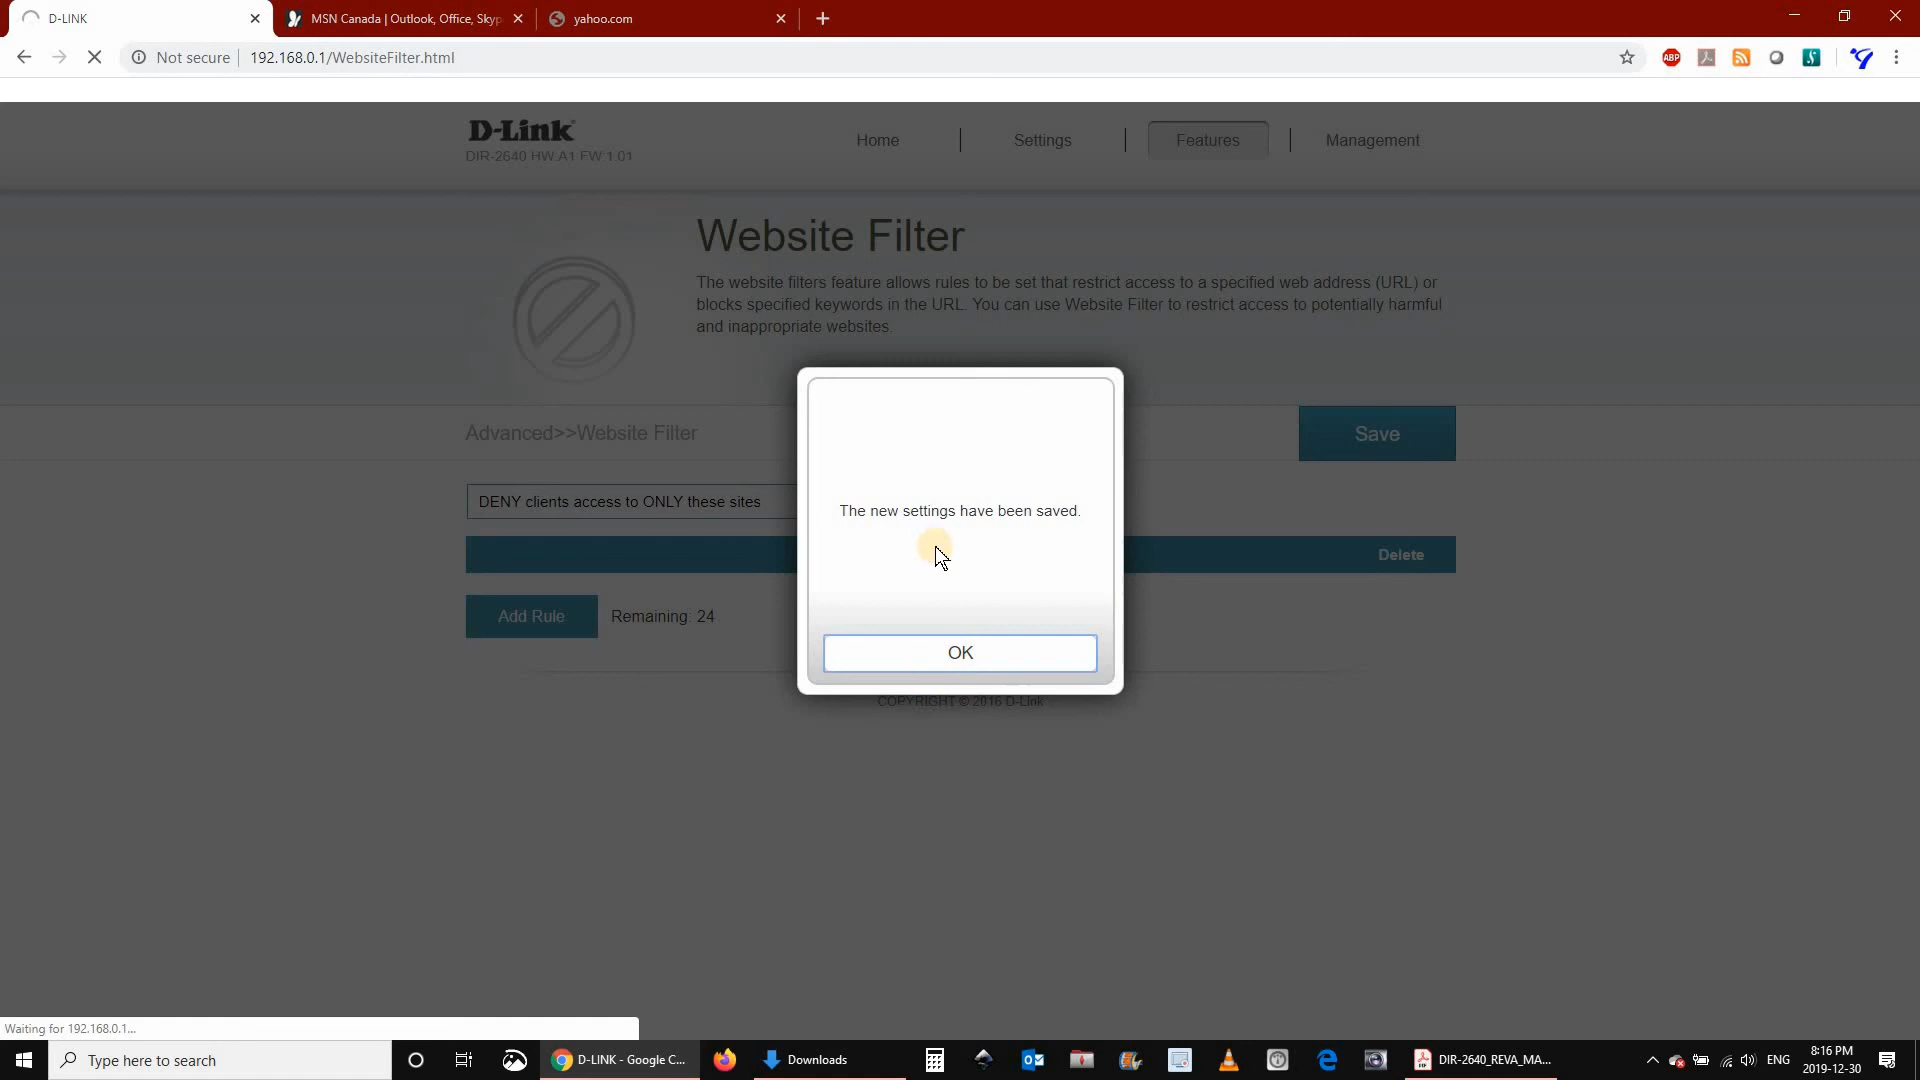 D-LINK
MSN Canada | Outlook, Office, Skyp
yahoo.com
Not secure
192.168.0.1/WebsiteFilter.html
ABP
D-Link
DIR-2640 HW:A1 FW:1.01
Home
Settings
Features
Management
Website Filter
The website filters feature allows rules to be set that restrict access to a specified web address (URL) or
blocks specified keywords in the URL. You can use Website Filter to restrict access to potentially harmful
and inappropriate websites.
Advanced>>Website Filter
Save
DENY clients access to ONLY these sites
The new settings have been saved.
Delete
Add Rule
Remaining: 24
OK
COPYRIGHT © 2016 D-Link
Waiting for 192.168.0.1...
Type here to search
D-LINK - Google C...
Downloads
DIR-2640_REVA_MA...
ENG
8:16 PM
2019-12-30